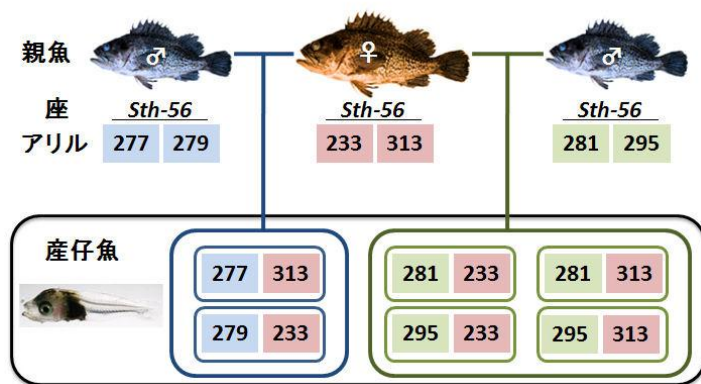 親魚 ♂ ♀ ♂
座 Sth-56 Sth-56 Sth-56
アリル 277 279 233 313 281 295
産仔魚
277 313 281 233 281 313
279 233 295 233 295 313